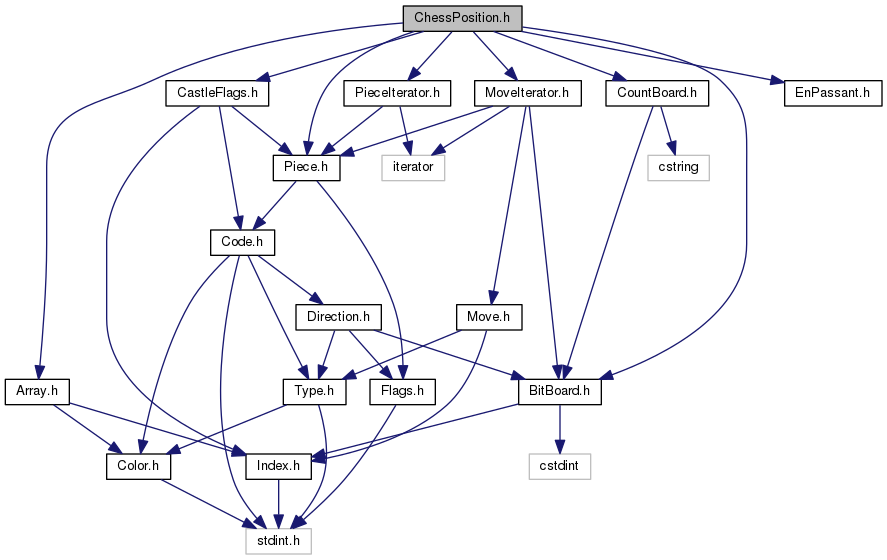 ChessPosition.h
CastleFlags.h
PieceIterator.h
MoveIterator.h
CountBoard.h
EnPassant.h
Piece.h
iterator
cstring
Code.h
Direction.h
Move.h
Array.h
Type.h
Flags.h
BitBoard.h
Color.h
Index.h
cstdint
stdint.h